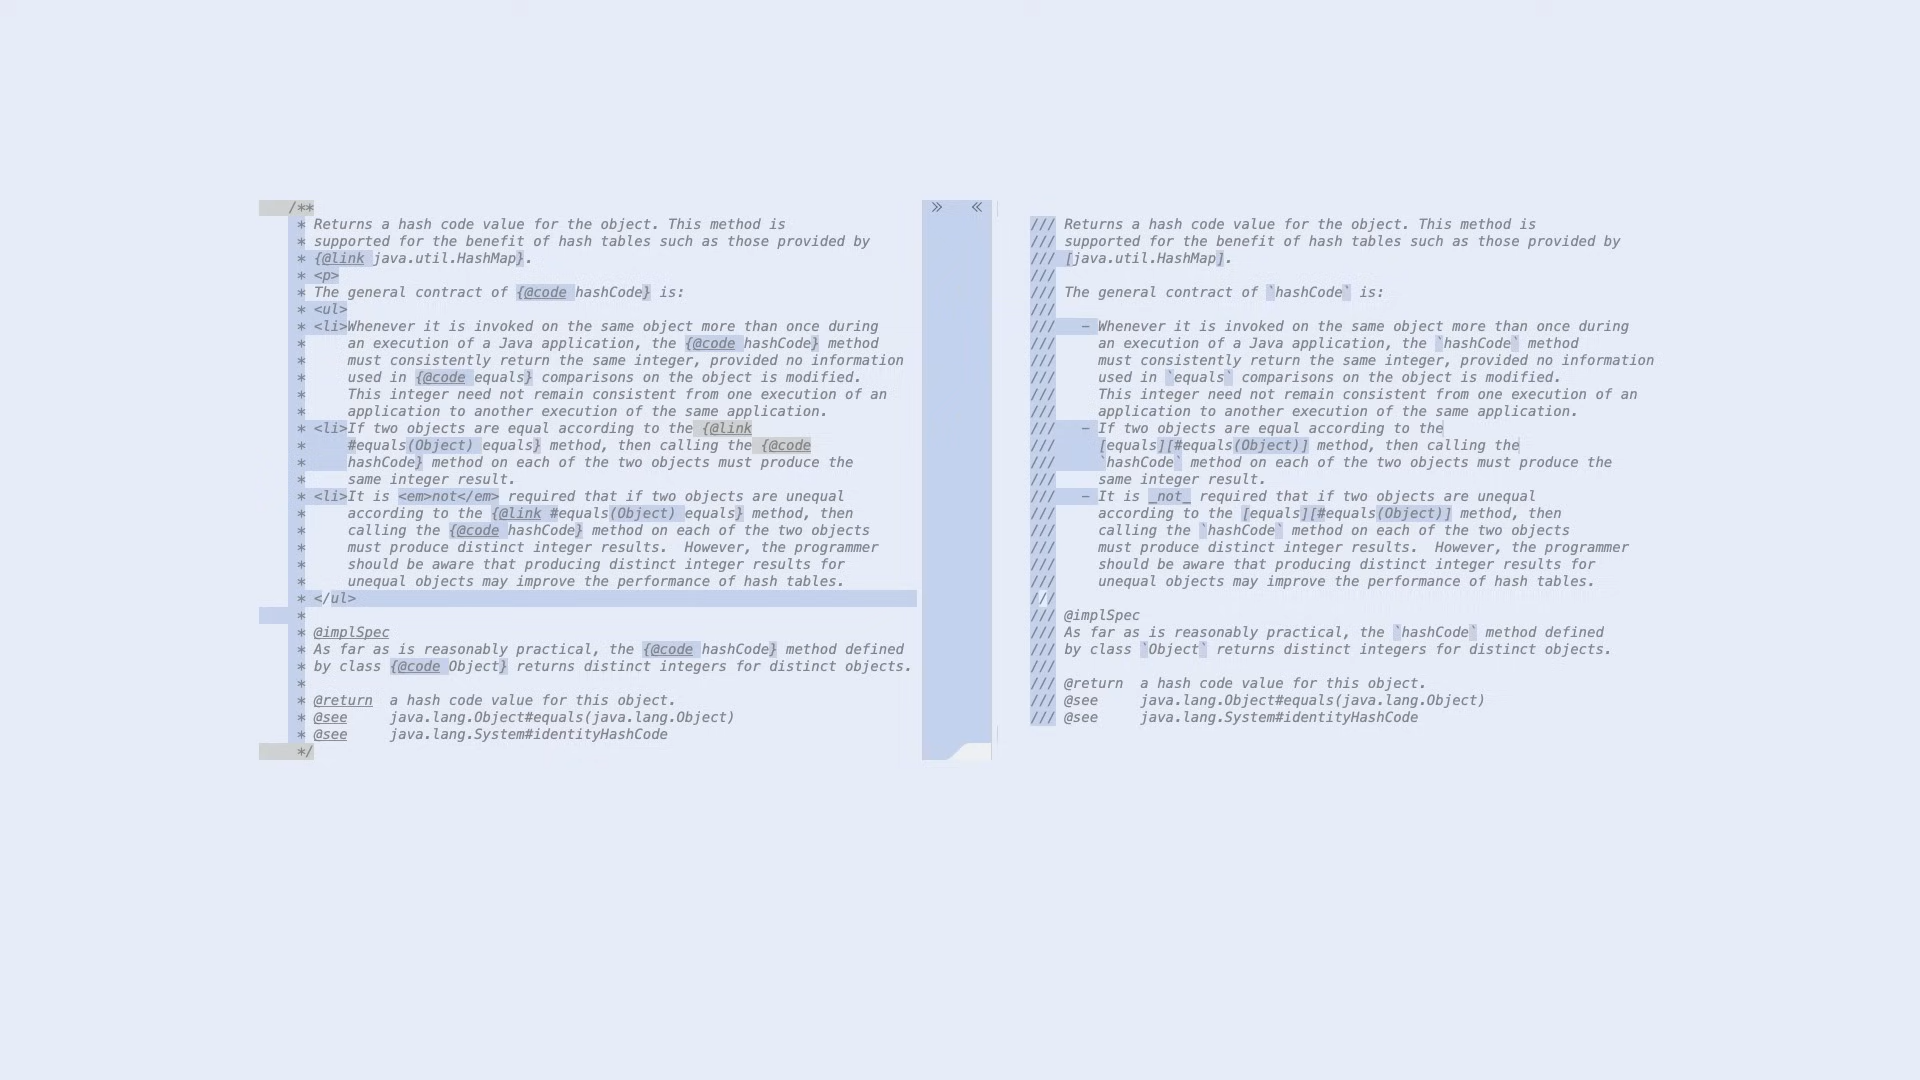 /**
* Returns a hash code value for the object. This method is
* supported for the benefit of hash tables such as those provided by
* {@link java.util.HashMap}.
* <p>
* The general contract of {@code hashCode} is:
* <ul>
* <li>Whenever it is invoked on the same object more than once during
*     an execution of a Java application, the {@code hashCode} method
*     must consistently return the same integer, provided no information
*     used in {@code equals} comparisons on the object is modified.
*     This integer need not remain consistent from one execution of an
*     application to another execution of the same application.
* <li>If two objects are equal according to the {@link
*     #equals(Object) equals} method, then calling the {@code
*     hashCode} method on each of the two objects must produce the
*     same integer result.
* <li>It is <em>not</em> required that if two objects are unequal
*     according to the {@link #equals(Object) equals} method, then
*     calling the {@code hashCode} method on each of the two objects
*     must produce distinct integer results.  However, the programmer
*     should be aware that producing distinct integer results for
*     unequal objects may improve the performance of hash tables.
* </ul>
*
* @implSpec
* As far as is reasonably practical, the {@code hashCode} method defined
* by class {@code Object} returns distinct integers for distinct objects.
*
* @return  a hash code value for this object.
* @see     java.lang.Object#equals(java.lang.Object)
* @see     java.lang.System#identityHashCode
*/
» «
/// Returns a hash code value for the object. This method is
/// supported for the benefit of hash tables such as those provided by
/// [java.util.HashMap].
///
/// The general contract of `hashCode` is:
///
///   - Whenever it is invoked on the same object more than once during
///     an execution of a Java application, the `hashCode` method
///     must consistently return the same integer, provided no information
///     used in `equals` comparisons on the object is modified.
///     This integer need not remain consistent from one execution of an
///     application to another execution of the same application.
///   - If two objects are equal according to the
///     [equals][#equals(Object)] method, then calling the
///     `hashCode` method on each of the two objects must produce the
///     same integer result.
///   - It is _not_ required that if two objects are unequal
///     according to the [equals][#equals(Object)] method, then
///     calling the `hashCode` method on each of the two objects
///     must produce distinct integer results.  However, the programmer
///     should be aware that producing distinct integer results for
///     unequal objects may improve the performance of hash tables.
///
/// @implSpec
/// As far as is reasonably practical, the `hashCode` method defined
/// by class `Object` returns distinct integers for distinct objects.
///
/// @return  a hash code value for this object.
/// @see     java.lang.Object#equals(java.lang.Object)
/// @see     java.lang.System#identityHashCode